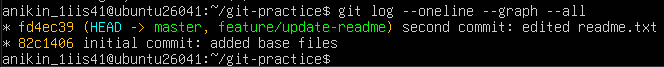 anikin_1iis41@ubuntu26041:~/git-practice$ git log --oneline --graph --all
* fd4ec39 (HEAD -> master, feature/update-readme) second commit: edited readme.txt
* 82c1406 initial commit: added base files
anikin_1iis41@ubuntu26041:~/git-practice$